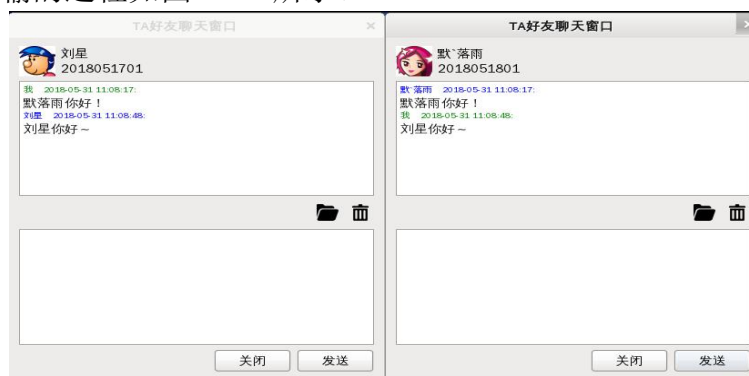 TA好友聊天窗口
刘星
2018051701
我 2018-05-31 11:08:17:
默落雨你好！
刘星 2018-05-31 11:08:48:
刘星你好~
关闭 发送
TA好友聊天窗口
默`落雨
2018051801
默`落雨 2018-05-31 11:08:17:
默落雨你好！
我 2018-05-31 11:08:48:
刘星你好~
关闭 发送